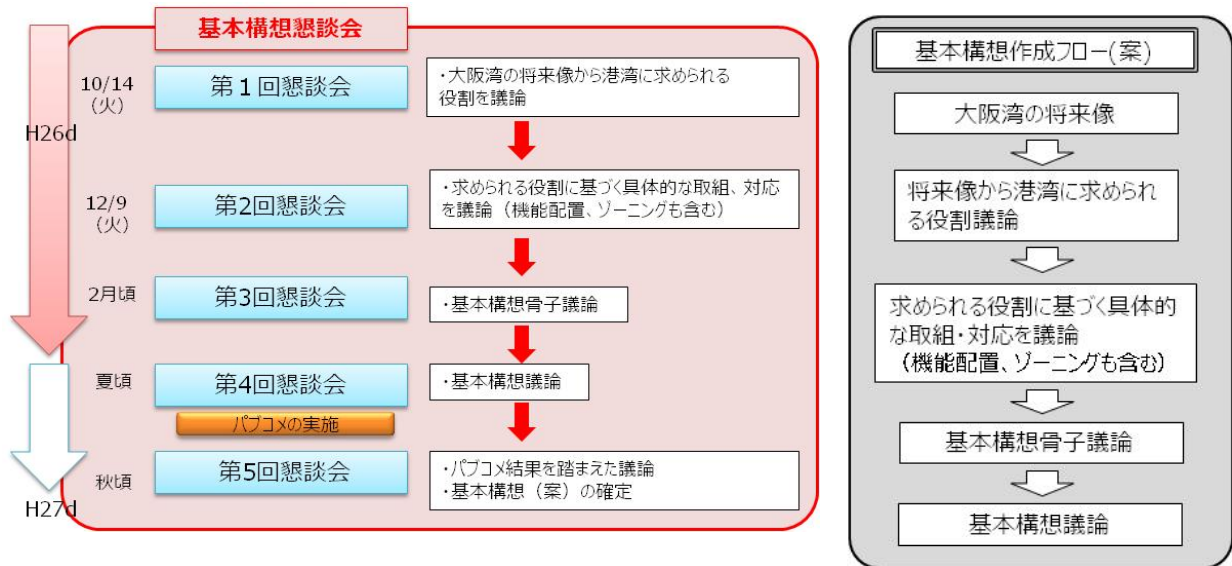 基本構想懇談会
H26d
10/14
(火)
第1回懇談会
・大阪湾の将来像から港湾に求められる
役割を議論
12/9
(火)
第2回懇談会
・求められる役割に基づく具体的な取組、対応
を議論(機能配置、ゾーニングも含む)
2月頃
第3回懇談会
・基本構想骨子議論
夏頃
第4回懇談会
・基本構想議論
パブコメの実施
秋頃
第5回懇談会
・パブコメ結果を踏まえた議論
・基本構想(案)の確定
H27d
基本構想作成フロー(案)
大阪湾の将来像
将来像から港湾に求められ
る役割議論
求められる役割に基づく具体的
な取組・対応を議論
(機能配置、ゾーニングも含む)
基本構想骨子議論
基本構想議論